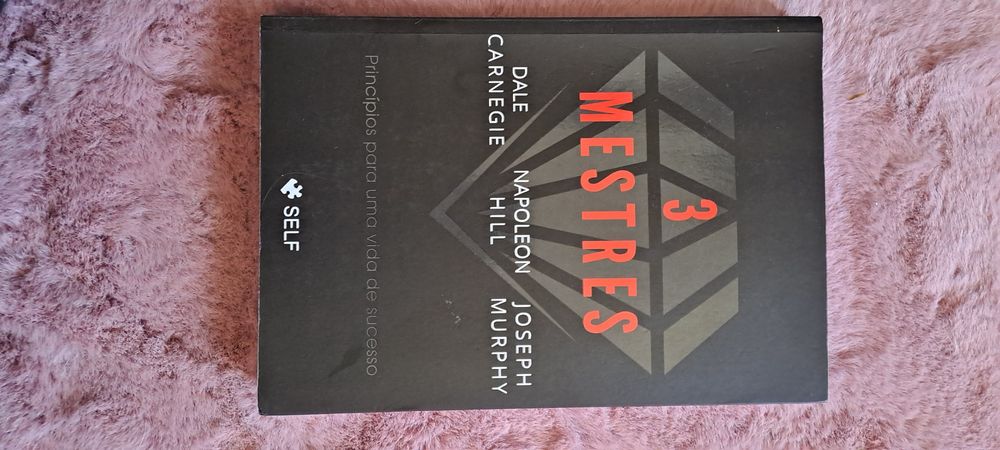 3
MESTRES
DALE CARNEGIE
NAPOLEON HILL
JOSEPH MURPHY
Princípios para uma vida de sucesso
SELF